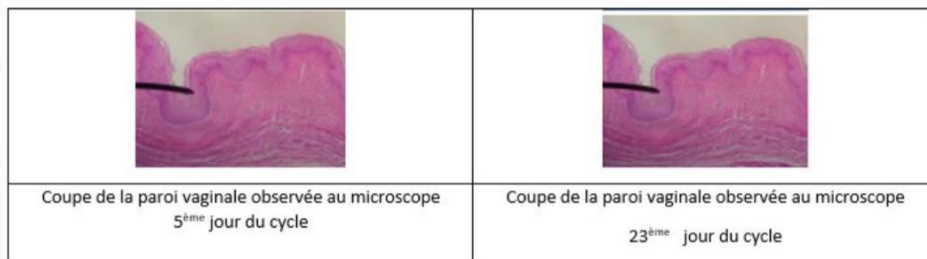 Coupe de la paroi vaginale observée au microscope
5ème jour du cycle
Coupe de la paroi vaginale observée au microscope
23ème jour du cycle